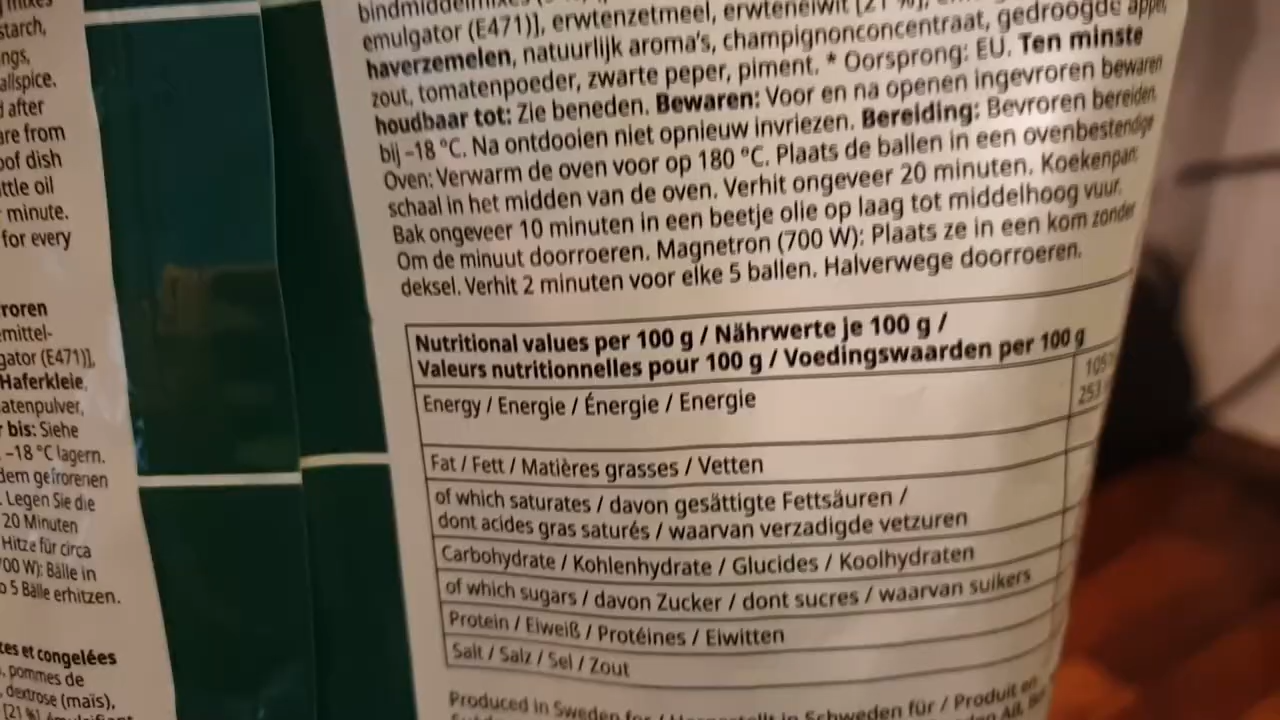 starch,
allspice.
after
are from
oof dish
ttle oil
minute.
for every
roren
emittel-
gator (E471)],
Haferkleie,
atenpulver,
bis: Siehe
-18 °C lagern.
dem gefrorenen
Legen Sie die
20 Minuten
Hitze für circa
700 W): Bälle in
5 Bälle erhitzen.
tes et congelées
pommes de
dextrose (maïs),
emulgator (E471)], erwtenzetmeel, erwteneiwit [21 %],
haverzemelen, natuurlijk aroma's, champignonconcentraat, gedroogde appel,
zout, tomatenpoeder, zwarte peper, piment. * Oorsprong: EU. Ten minste
houdbaar tot: Zie beneden. Bewaren: Voor en na openen ingevroren bewaren
bij -18 °C. Na ontdooien niet opnieuw invriezen. Bereiding: Bevroren bereiden.
Oven: Verwarm de oven voor op 180 °C. Plaats de ballen in een ovenbestendige
schaal in het midden van de oven. Verhit ongeveer 20 minuten. Koekenpan:
Bak ongeveer 10 minuten in een beetje olie op laag tot middelhoog vuur.
Om de minuut doorroeren. Magnetron (700 W): Plaats ze in een kom zonder
deksel. Verhit 2 minuten voor elke 5 ballen. Halverwege doorroeren.
Nutritional values per 100 g / Nährwerte je 100 g /
Valeurs nutritionnelles pour 100 g / Voedingswaarden per 100 g
Energy / Energie / Énergie / Energie
105
253
Fat / Fett / Matières grasses / Vetten
of which saturates / davon gesättigte Fettsäuren /
dont acides gras saturés / waarvan verzadigde vetzuren
Carbohydrate / Kohlenhydrate / Glucides / Koolhydraten
of which sugars / davon Zucker / dont sucres / waarvan suikers
Protein / Eiweiß / Protéines / Eiwitten
Salt / Salz / Sel / Zout
Produced in Sweden for / Hergestellt in Schweden für / Produit en